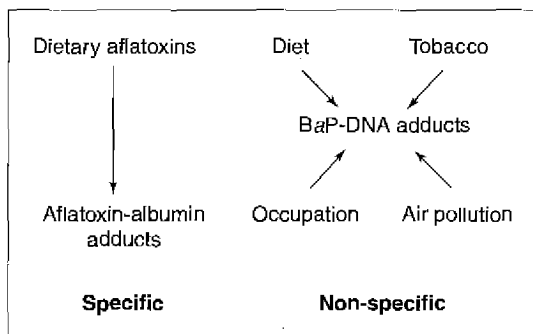 Dietary aflatoxins
Diet
Tobacco
BaP-DNA adducts
Aflatoxin-albumin
adducts
Occupation
Air pollution
Specific
Non-specific